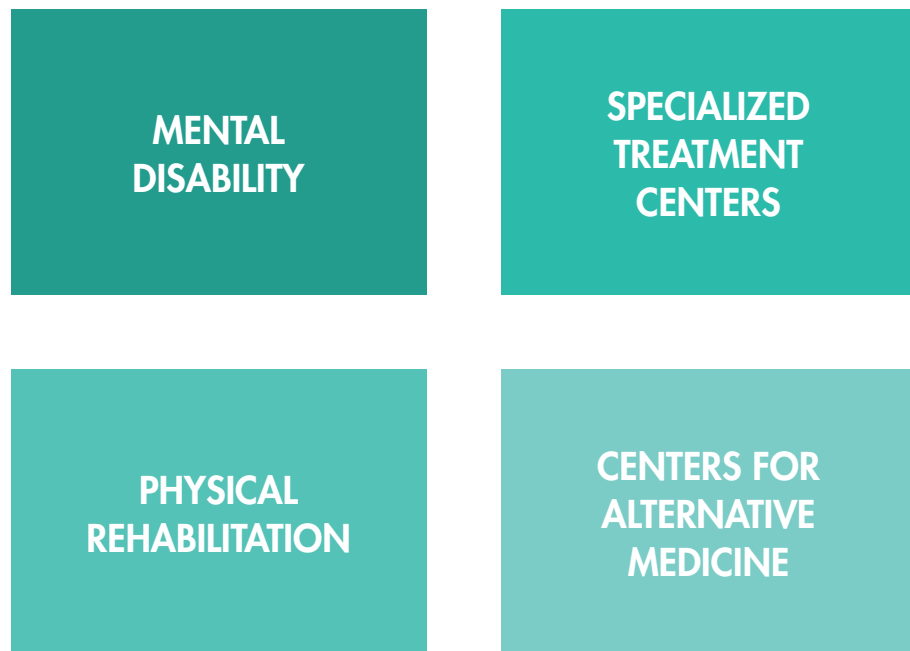 MENTAL
DISABILITY
SPECIALIZED
TREATMENT
CENTERS
PHYSICAL
REHABILITATION
CENTERS FOR
ALTERNATIVE
MEDICINE